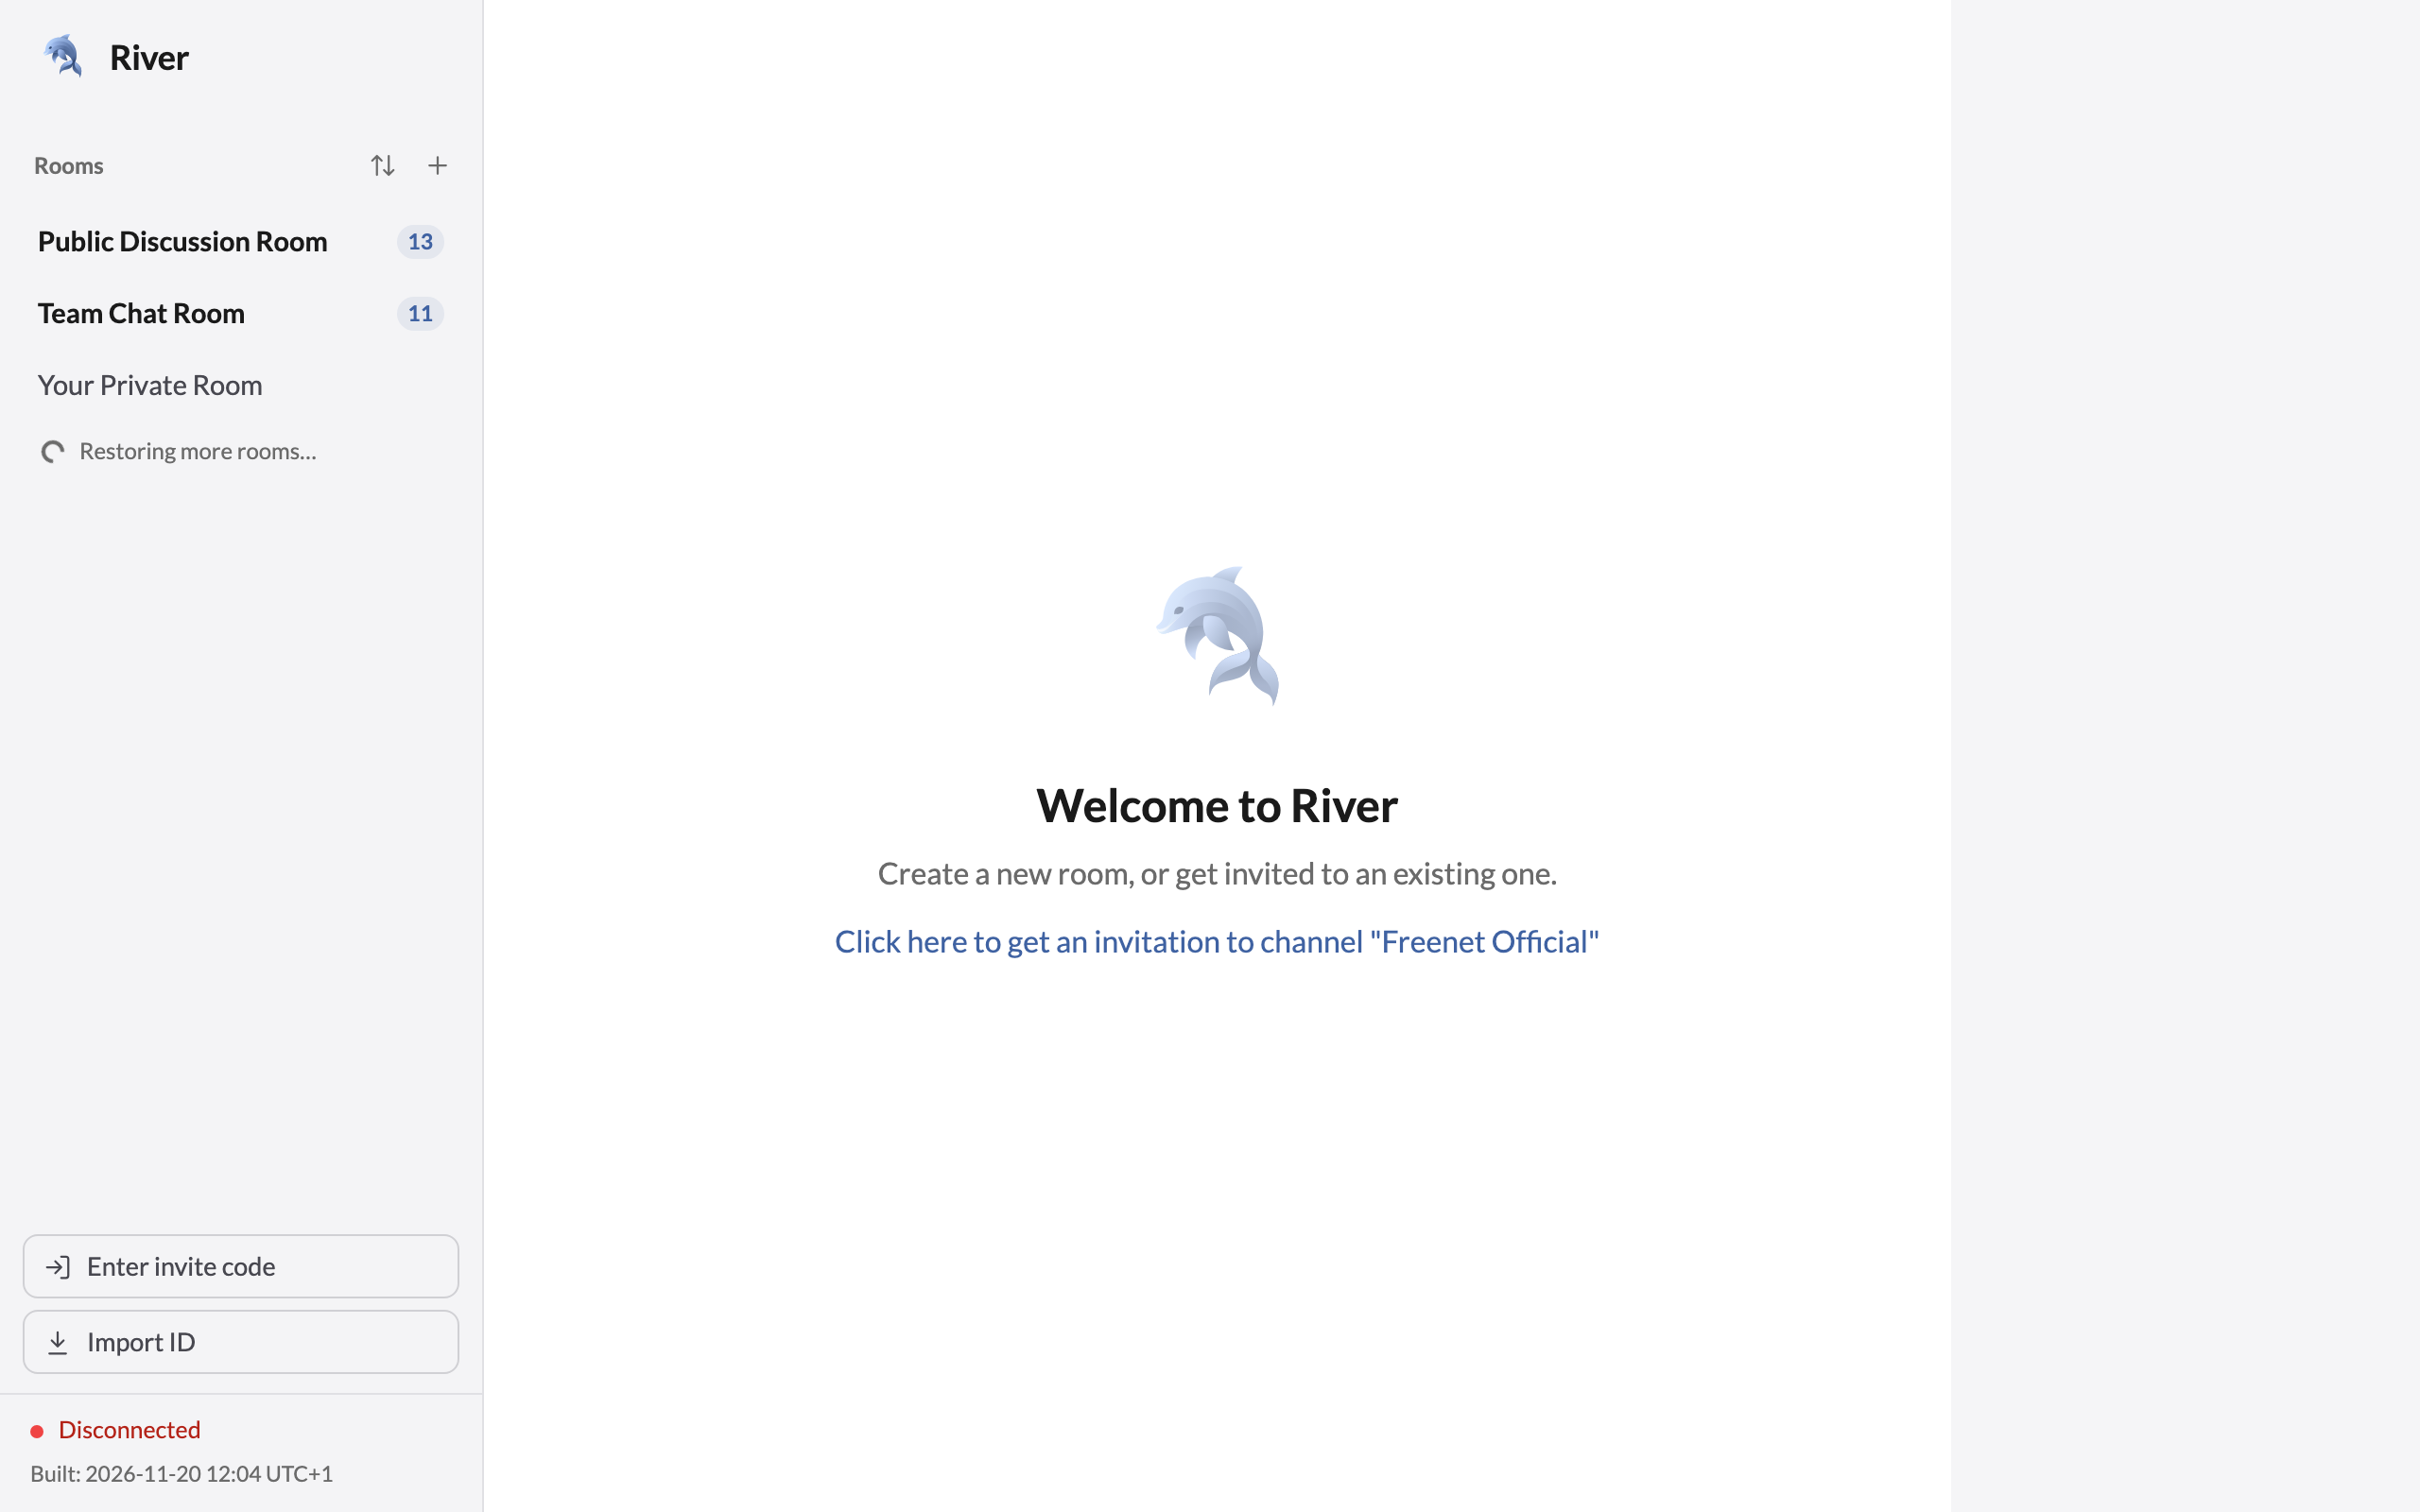 River
Rooms
Public Discussion Room 13
Team Chat Room 11
Your Private Room
Restoring more rooms...
Welcome to River
Create a new room, or get invited to an existing one.
Click here to get an invitation to channel "Freenet Official"
Enter invite code
Import ID
Disconnected
Built: 2026-11-20 12:04 UTC+1